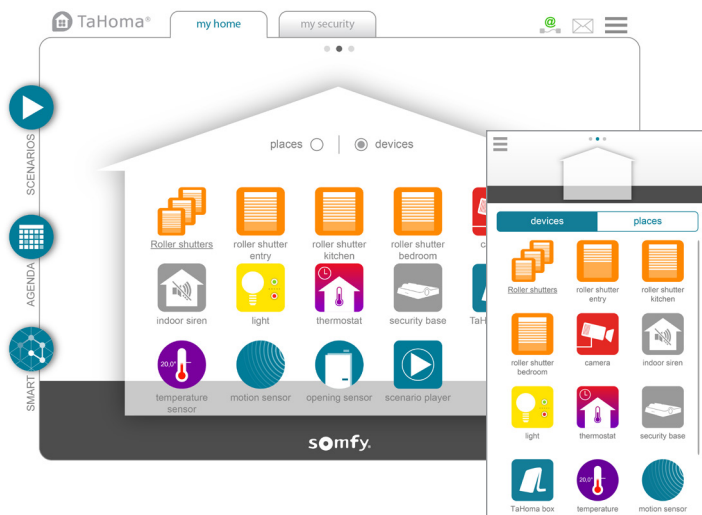 TaHoma®
my home
my security
@
places
devices
SCENARIOS
AGENDA
SMART
Roller shutters
roller shutter
entry
roller shutter
kitchen
roller shutter
bedroom
indoor siren
light
thermostat
security base
20,0°
temperature
sensor
motion sensor
opening sensor
scenario player
somfy.
devices
places
Roller shutters
roller shutter
entry
roller shutter
kitchen
roller shutter
bedroom
camera
indoor siren
light
thermostat
security base
20,0°
TaHoma box
temperature
motion sensor